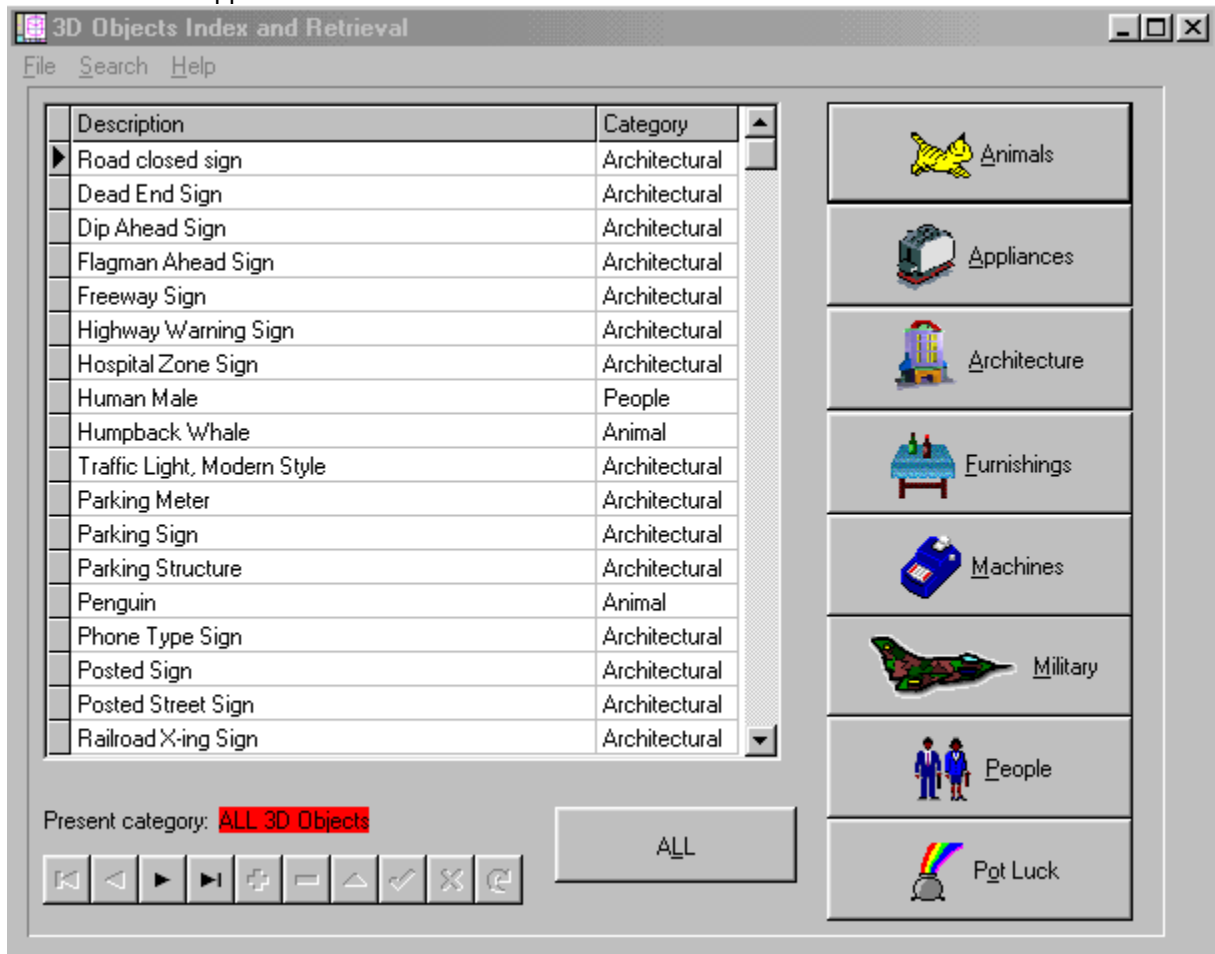 3D Objects Index and Retrieval
File Search Help
Description Category
Road closed sign Architectural
Dead End Sign Architectural
Dip Ahead Sign Architectural
Flagman Ahead Sign Architectural
Freeway Sign Architectural
Highway Warning Sign Architectural
Hospital Zone Sign Architectural
Human Male People
Humpback Whale Animal
Traffic Light, Modern Style Architectural
Parking Meter Architectural
Parking Sign Architectural
Parking Structure Architectural
Penguin Animal
Phone Type Sign Architectural
Posted Sign Architectural
Posted Street Sign Architectural
Railroad X-ing Sign Architectural
Present category: ALL 3D Objects
ALL
Animals
Appliances
Architecture
Furnishings
Machines
Military
People
Pot Luck